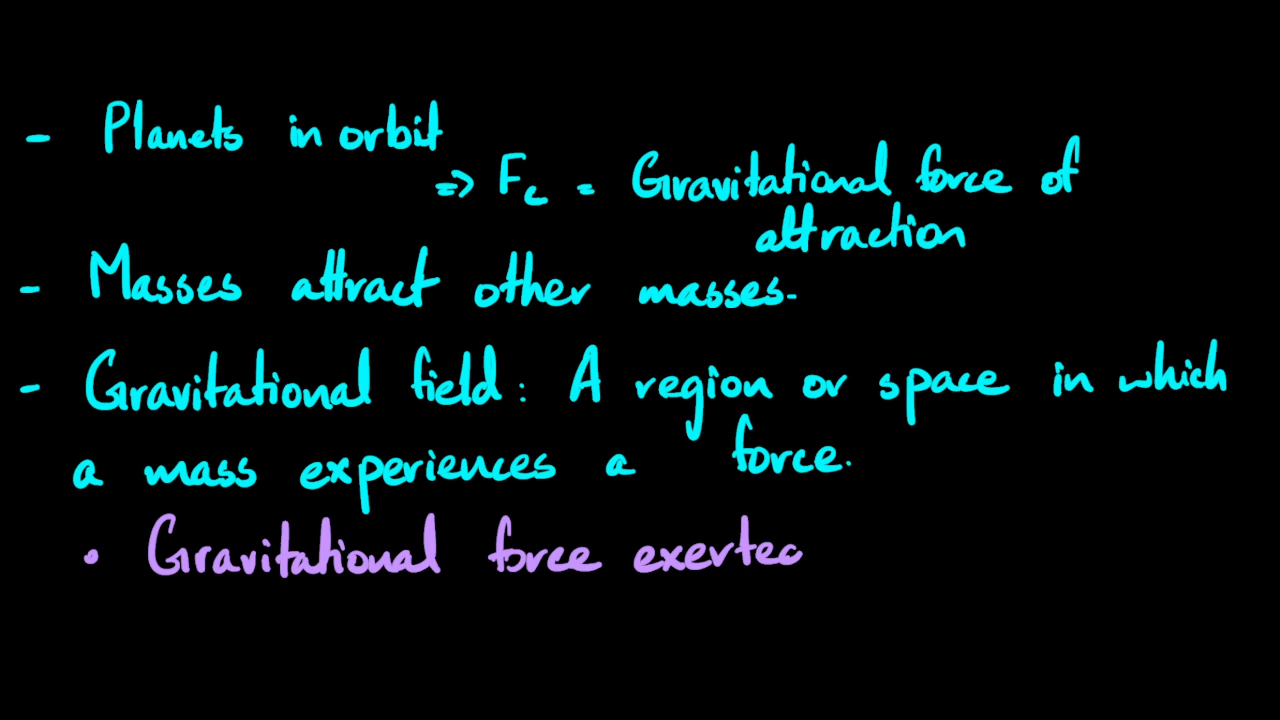 - Planets in orbit
=> Fc = Gravitational force of
attraction
- Masses attract other masses.
- Gravitational field: A region or space in which
a mass experiences a force.
• Gravitational force exertec